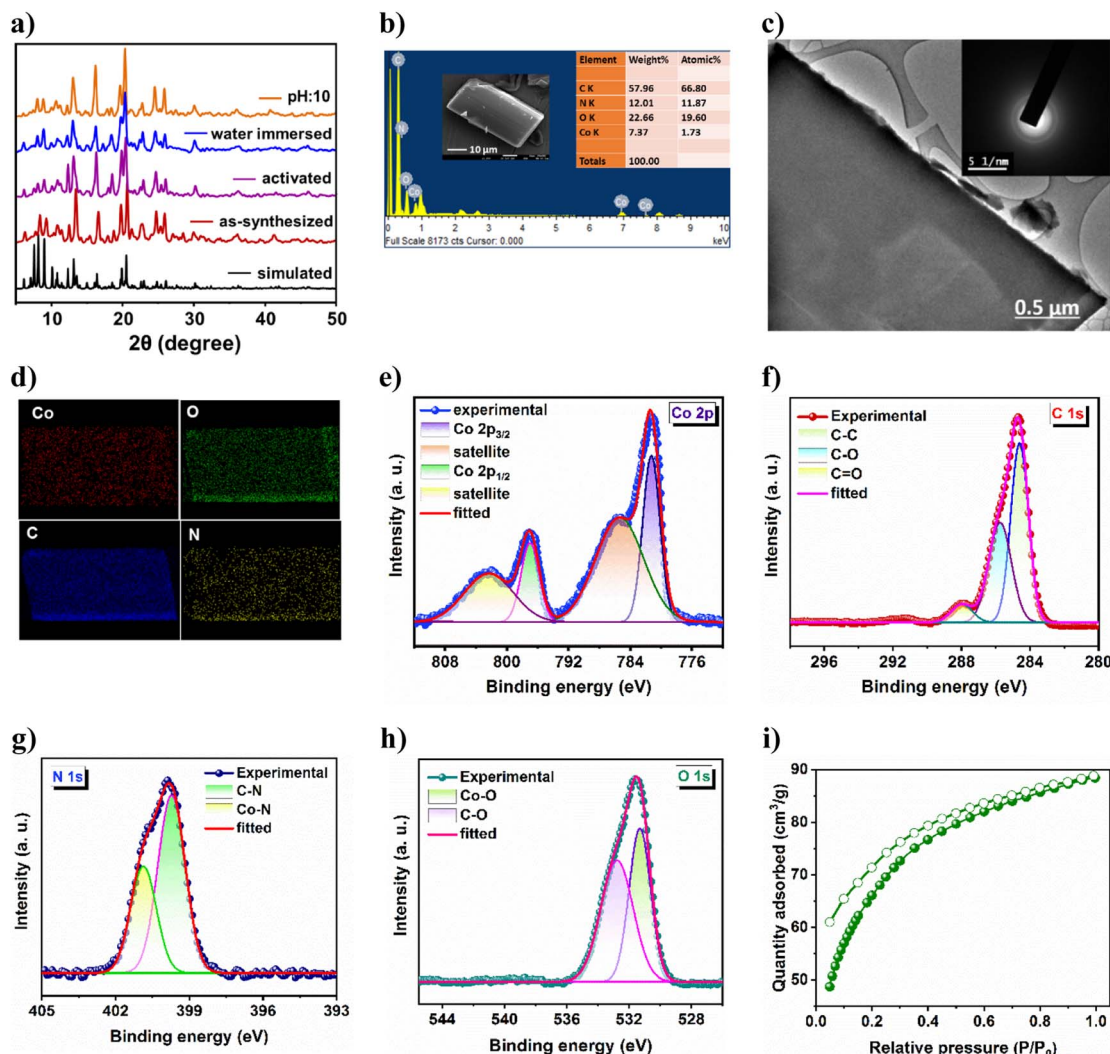 a)
pH:10
water immersed
activated
as-synthesized
simulated
10 20 30 40 50
2θ (degree)
b)
C
N
O
Co
Co
Co
10 µm
Element Weight% Atomic%
C K 57.96 66.80
N K 12.01 11.87
O K 22.66 19.60
Co K 7.37 1.73
Totals 100.00
0 1 2 3 4 5 6 7 8 9 10
Full Scale 8173 cts Cursor: 0.000
keV
c)
5 1/nm
0.5 µm
d)
Co
O
C
N
e)
experimental
Co 2p3/2
satellite
Co 2p1/2
satellite
fitted
Co 2p
Intensity (a. u.)
808 800 792 784 776
Binding energy (eV)
f)
Experimental
C-C
C-O
C=O
fitted
C 1s
Intensity (a. u.)
296 292 288 284 280
Binding energy (eV)
g)
N 1s
Experimental
C-N
Co-N
fitted
Intensity (a. u.)
405 402 399 396 393
Binding energy (eV)
h)
Experimental
Co-O
C-O
fitted
O 1s
Intensity (a. u.)
544 540 536 532 528
Binding energy (eV)
i)
Quantity adsorbed (cm³/g)
90
80
70
60
50
0.0 0.2 0.4 0.6 0.8 1.0
Relative pressure (P/P₀)